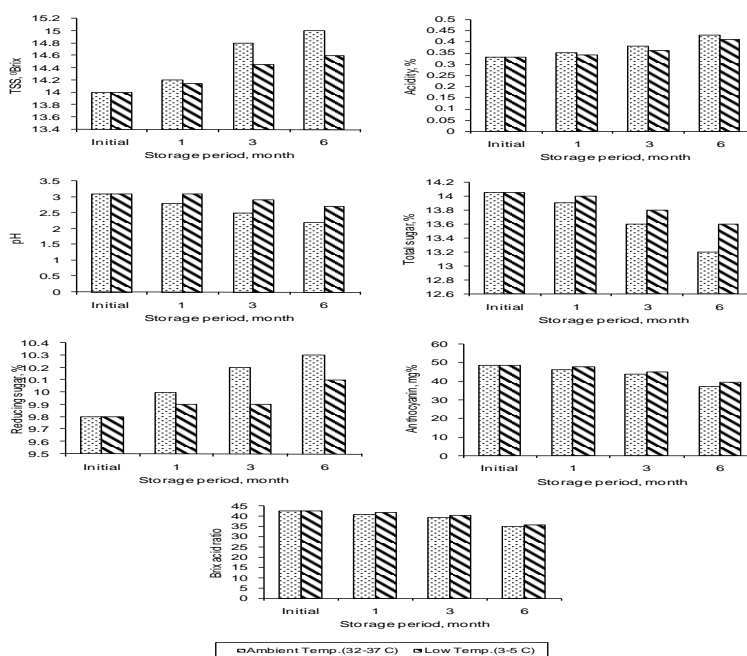 15.2
15
14.8
14.6
14.4
14.2
14
13.8
13.6
13.4
TSS, ºBrix
Initial 1 3 6
Storage period, month
0.5
0.45
0.4
0.35
0.3
0.25
0.2
0.15
0.1
0.05
0
Acidity, %
Initial 1 3 6
Storage period, month
3.5
3
2.5
2
1.5
1
0.5
0
pH
Initial 1 3 6
Storage period, month
14.2
14
13.8
13.6
13.4
13.2
13
12.8
12.6
Total sugar, %
Initial 1 3 6
Storage period, month
10.4
10.3
10.2
10.1
10
9.9
9.8
9.7
9.6
9.5
Reducing sugar, %
Initial 1 3 6
Storage period, month
60
50
40
30
20
10
0
Anthocyanin, mg%
Initial 1 3 6
Storage period, month
45
40
35
30
25
20
15
10
5
0
Brix acid ratio
Initial 1 3 6
Storage period, month
Ambient Temp.(32-37 C) Low Temp.(3-5 C)